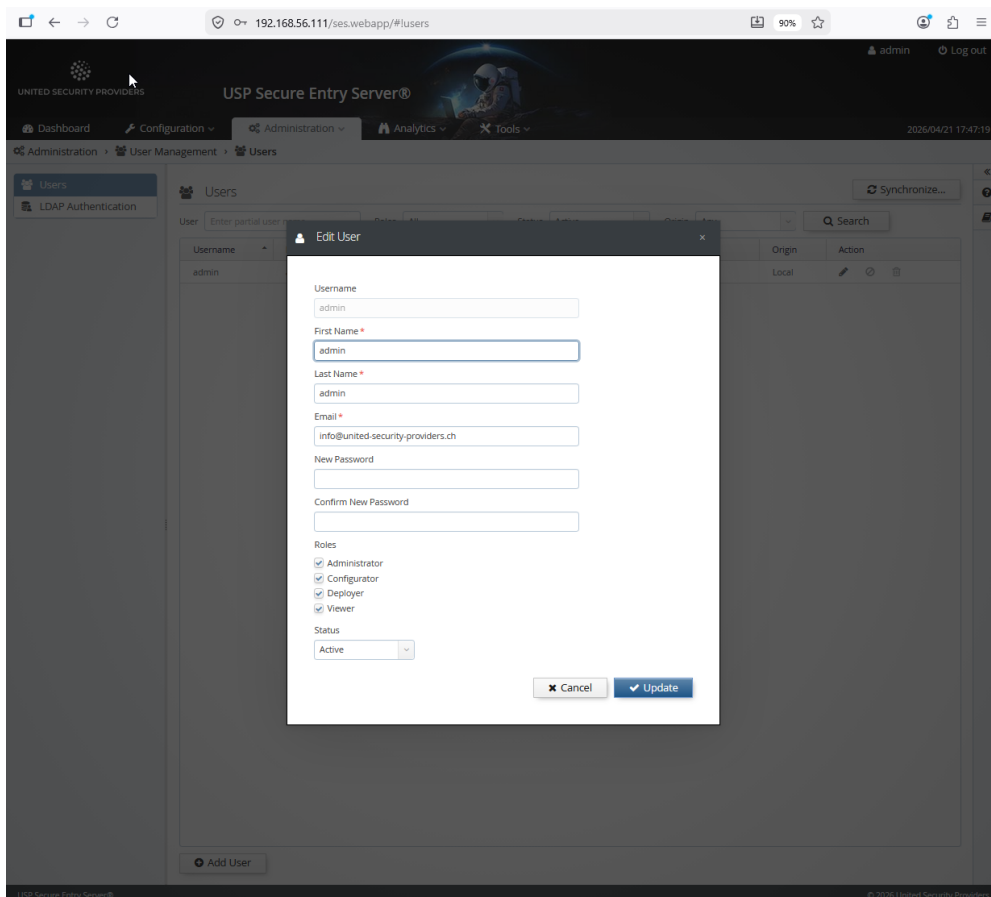 192.168.56.111/ses.webapp/#!users
90%
admin
Log out
UNITED SECURITY PROVIDERS
USP Secure Entry Server®
Dashboard
Configuration
Administration
Analytics
Tools
2026/04/21 17:47:19
Administration › User Management › Users
Users
LDAP Authentication
Users
Synchronize...
User
Enter partial user
Search
Username
Origin
Action
admin
Local
Edit User
Username
admin
First Name *
admin
Last Name *
admin
Email *
info@united-security-providers.ch
New Password
Confirm New Password
Roles
Administrator
Configurator
Deployer
Viewer
Status
Active
Cancel
Update
Add User
USP Secure Entry Server®
© 2026 United Security Providers